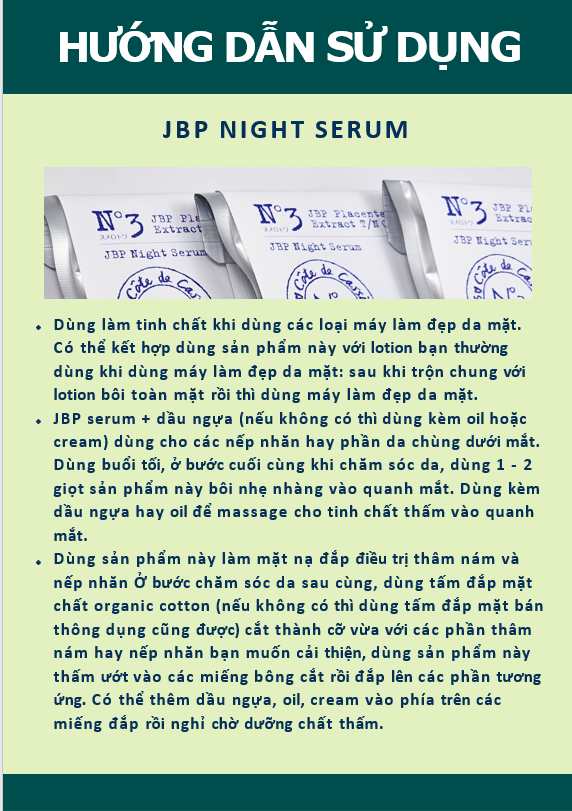 HƯỚNG DẪN SỬ DỤNG
JBP NIGHT SERUM
N°3 JBP Pla
Extract
JBP Night Serum
Côte de Cas
N°3 JBP Placent
Extract T/N
JBP Night Serum
Côte de Cass
N°3 JBP P
Extra
JBP Night Ser
Côte de
• Dùng làm tinh chất khi dùng các loại máy làm đẹp da mặt.
Có thể kết hợp dùng sản phẩm này với lotion bạn thường
dùng khi dùng máy làm đẹp da mặt: sau khi trộn chung với
lotion bôi toàn mặt rồi thì dùng máy làm đẹp da mặt.
• JBP serum + dầu ngựa (nếu không có thì dùng kèm oil hoặc
cream) dùng cho các nếp nhăn hay phần da chùng dưới mắt.
Dùng buổi tối, ở bước cuối cùng khi chăm sóc da, dùng 1 - 2
giọt sản phẩm này bôi nhẹ nhàng vào quanh mắt. Dùng kèm
dầu ngựa hay oil để massage cho tinh chất thấm vào quanh
mắt.
• Dùng sản phẩm này làm mặt nạ đắp điều trị thâm nám và
nếp nhăn Ở bước chăm sóc da sau cùng, dùng tấm đắp mặt
chất organic cotton (nếu không có thì dùng tấm đắp mặt bán
thông dụng cũng được) cắt thành cỡ vừa với các phần thâm
nám hay nếp nhăn bạn muốn cải thiện, dùng sản phẩm này
thấm ướt vào các miếng bông cắt rồi đắp lên các phần tương
ứng. Có thể thêm dầu ngựa, oil, cream vào phía trên các
miếng đắp rồi nghỉ chờ dưỡng chất thấm.